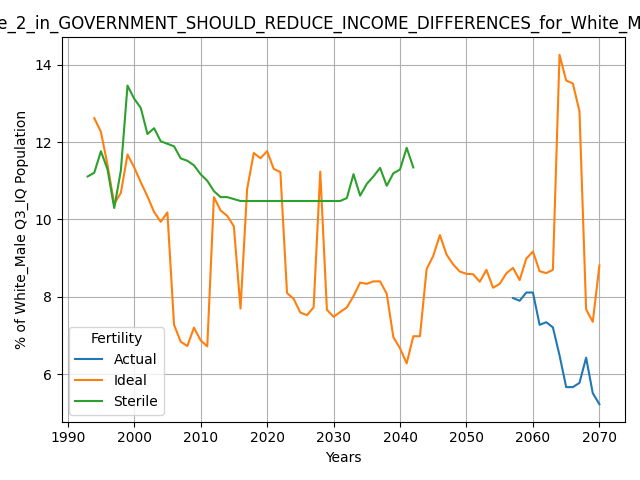 e_2_in_GOVERNMENT_SHOULD_REDUCE_INCOME_DIFFERENCES_for_White_M
% of White_Male Q3_IQ Population
14
12
10
8
6
Fertility
Actual
Ideal
Sterile
1990 2000 2010 2020 2030 2040 2050 2060 2070
Years